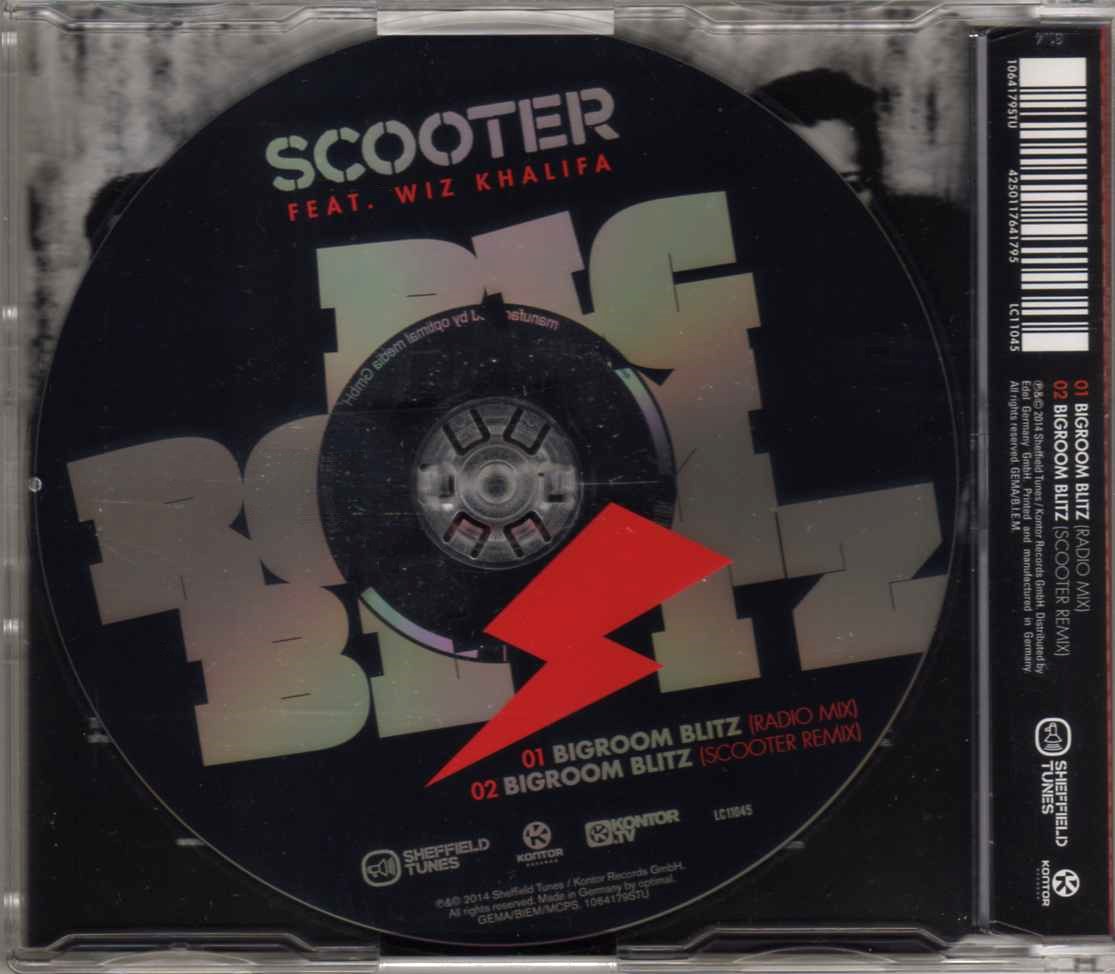 SCOOTER
FEAT. WIZ KHALIFA
BIG
ROOM
BLITZ
manufactured by optimal media GmbH
01 BIGROOM BLITZ (RADIO MIX)
02 BIGROOM BLITZ (SCOOTER REMIX)
SHEFFIELD
TUNES
KONTOR
RECORDS
KONTOR
.TV
LC11045
℗&© 2014 Sheffield Tunes / Kontor Records GmbH.
All rights reserved. Made in Germany by optimal.
GEMA/BIEM/MCPS. 1064179STU
1064179STU
4250117641795
LC11045
01 BIGROOM BLITZ (RADIO MIX)
02 BIGROOM BLITZ (SCOOTER REMIX)
℗&© 2014 Sheffield Tunes / Kontor Records GmbH. Distributed by
Edel Germany GmbH. Printed and manufactured in Germany.
All rights reserved. GEMA/B.I.E.M.
SHEFFIELD
TUNES
KONTOR
RECORDS